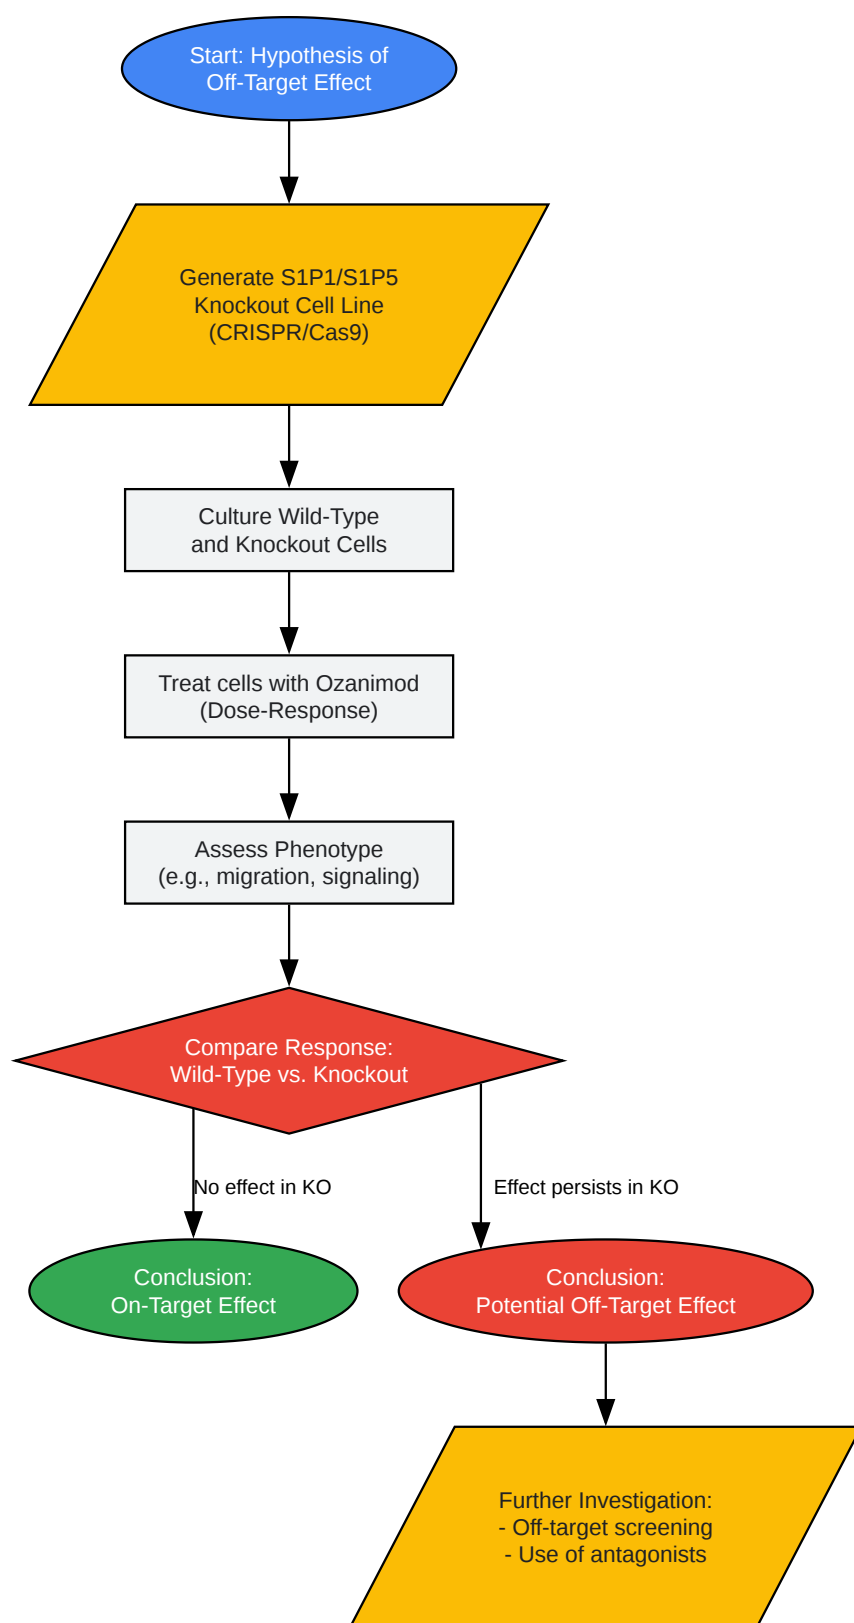 Start: Hypothesis of
Off-Target Effect
Generate S1P1/S1P5
Knockout Cell Line
(CRISPR/Cas9)
Culture Wild-Type
and Knockout Cells
Treat cells with Ozanimod
(Dose-Response)
Assess Phenotype
(e.g., migration, signaling)
Compare Response:
Wild-Type vs. Knockout
No effect in KO
Effect persists in KO
Conclusion:
On-Target Effect
Conclusion:
Potential Off-Target Effect
Further Investigation:
- Off-target screening
- Use of antagonists